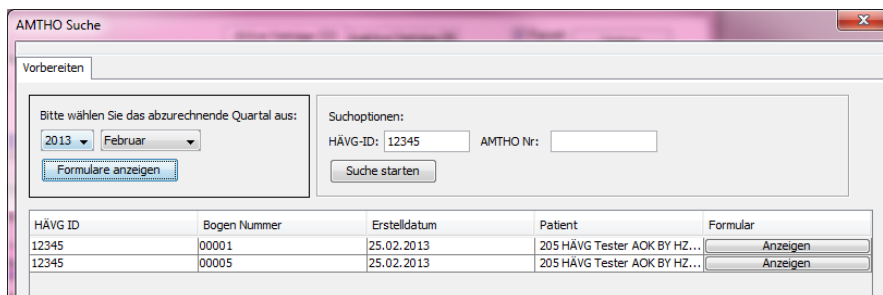 AMTHO Suche
Vorbereiten
Bitte wählen Sie das abzurechnende Quartal aus:
2013 Februar
Formulare anzeigen
Suchoptionen:
HÄVG-ID: 12345 AMTHO Nr:
Suche starten
HÄVG ID Bogen Nummer Erstelldatum Patient Formular
12345 00001 25.02.2013 205 HÄVG Tester AOK BY HZ... Anzeigen
12345 00005 25.02.2013 205 HÄVG Tester AOK BY HZ... Anzeigen